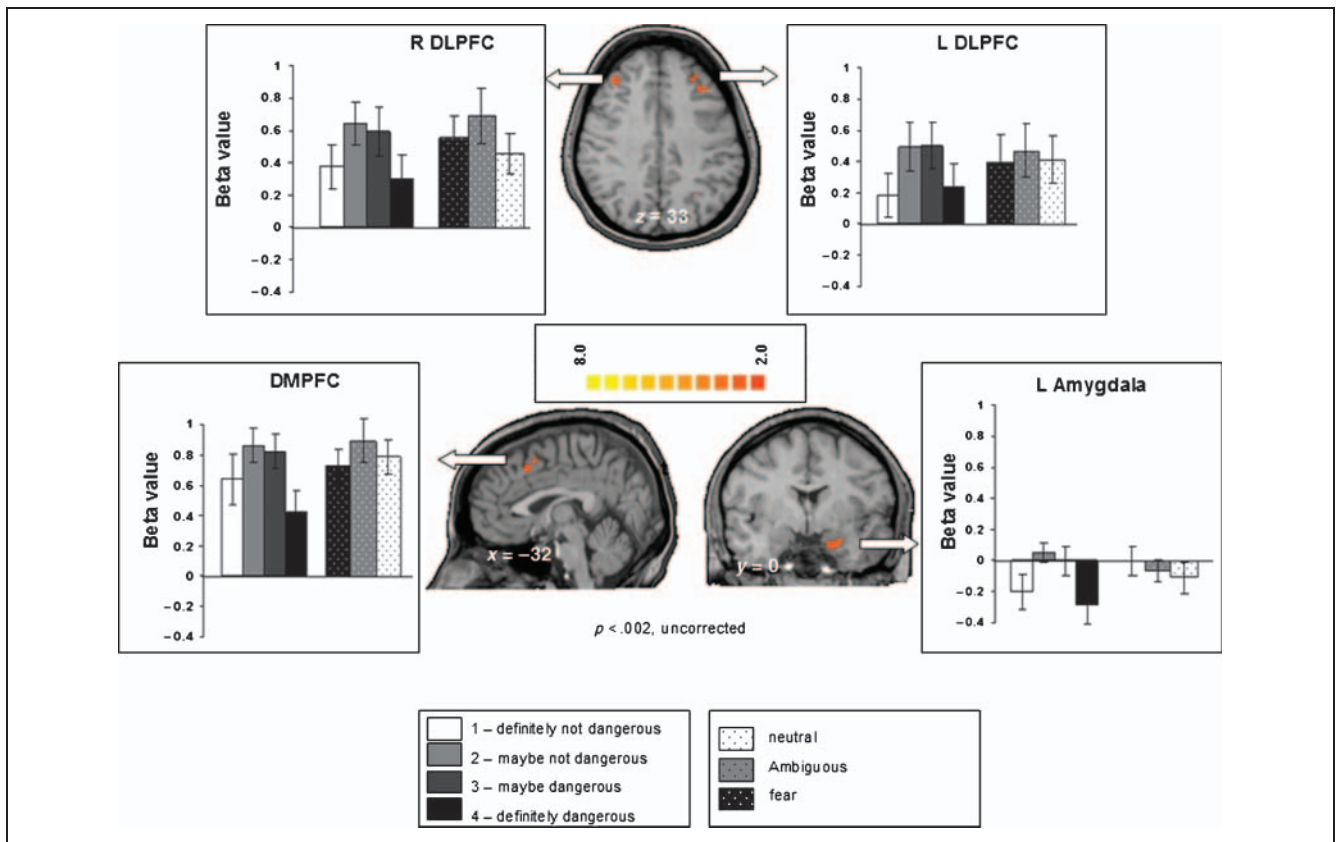 R DLPFC
Beta value
1
0.8
0.6
0.4
0.2
0
−0.2
−0.4
z = 33
L DLPFC
Beta value
1
0.8
0.6
0.4
0.2
0
−0.2
−0.4
8.0
2.0
DMPFC
Beta value
1
0.8
0.6
0.4
0.2
0
−0.2
−0.4
x = −32
y = 0
L Amygdala
Beta value
1
0.8
0.6
0.4
0.2
0
−0.2
−0.4
p < .002, uncorrected
1 – definitely not dangerous
2 – maybe not dangerous
3 – maybe dangerous
4 – definitely dangerous
neutral
Ambiguous
fear